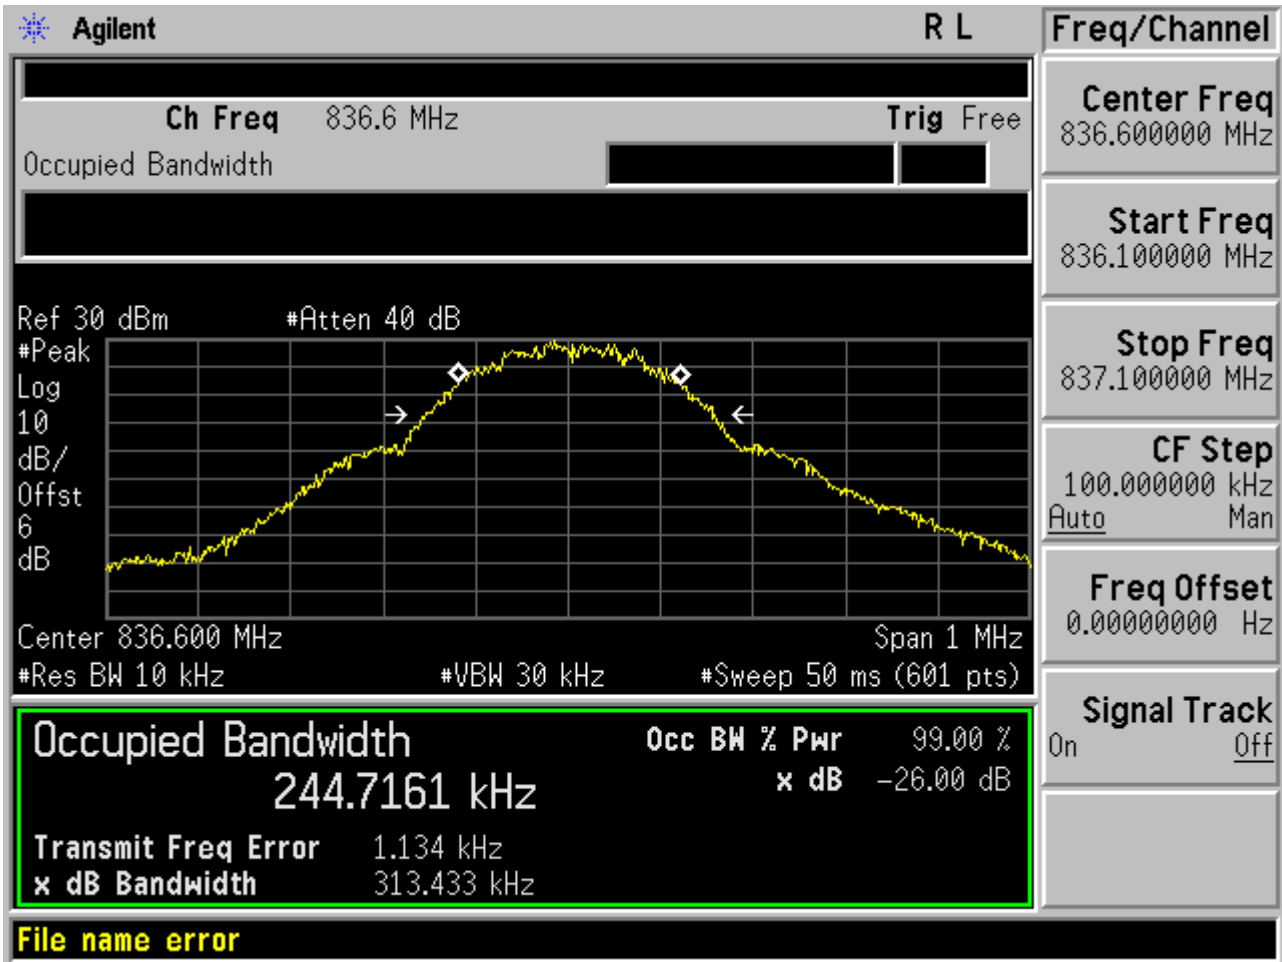 Agilent R L Freq/Channel
Ch Freq 836.6 MHz Trig Free
Occupied Bandwidth
Center Freq
836.600000 MHz
Start Freq
836.100000 MHz
Stop Freq
837.100000 MHz
CF Step
100.000000 kHz
Auto Man
Freq Offset
0.00000000 Hz
Signal Track
On Off
Ref 30 dBm #Atten 40 dB
#Peak
Log
10
dB/
Offst
6
dB
Center 836.600 MHz Span 1 MHz
#Res BW 10 kHz #VBW 30 kHz #Sweep 50 ms (601 pts)
Occupied Bandwidth Occ BW % Pwr 99.00 %
244.7161 kHz x dB -26.00 dB
Transmit Freq Error 1.134 kHz
x dB Bandwidth 313.433 kHz
File name error